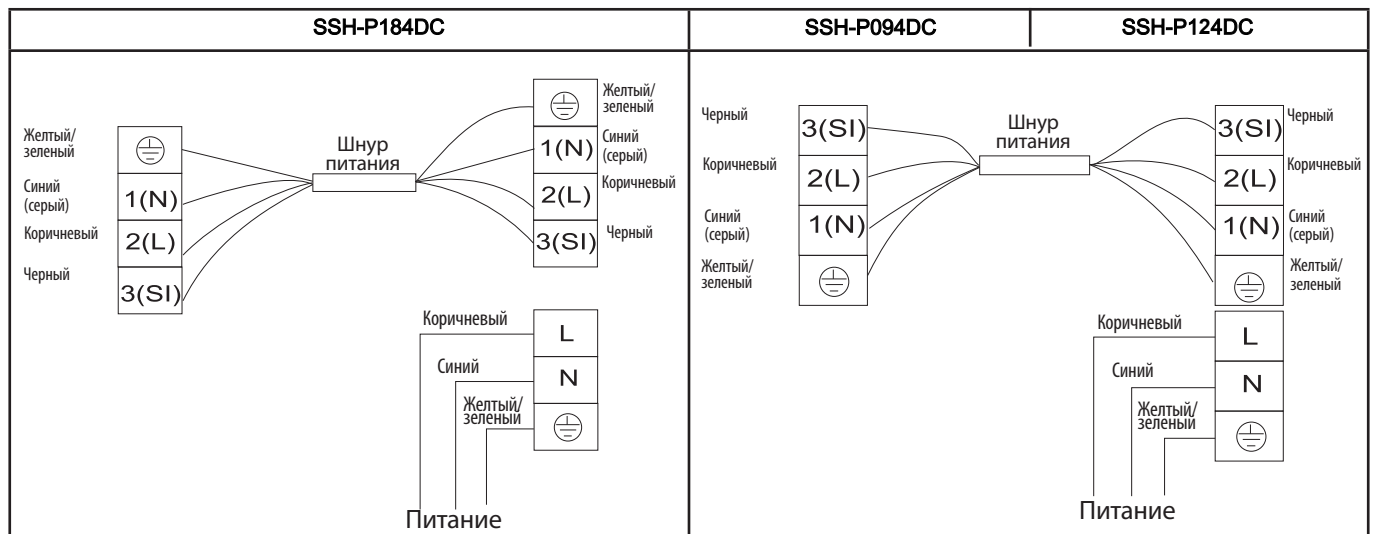 SSH-P184DC
SSH-P094DC
SSH-P124DC
Желтый/
зеленый
Синий
(серый)
Коричневый
Черный
1(N)
2(L)
3(SI)
Шнур
питания
1(N)
2(L)
3(SI)
Желтый/
зеленый
Синий
(серый)
Коричневый
Черный
Коричневый
Синий
Желтый/
зеленый
L
N
Питание
Черный
Коричневый
Синий
(серый)
Желтый/
зеленый
3(SI)
2(L)
1(N)
Шнур
питания
3(SI)
2(L)
1(N)
Черный
Коричневый
Синий
(серый)
Желтый/
зеленый
Коричневый
Синий
Желтый/
зеленый
L
N
Питание